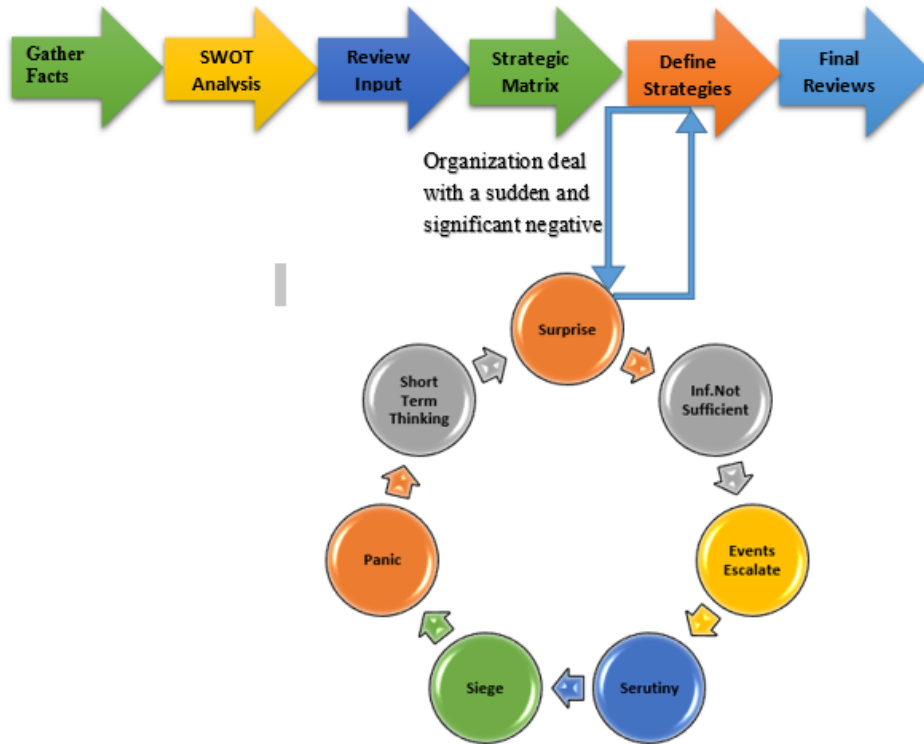 Gather
Facts
SWOT
Analysis
Review
Input
Strategic
Matrix
Define
Strategies
Final
Reviews
Organization deal
with a sudden and
significant negative
Surprise
Inf.Not
Sufficient
Events
Escalate
Serutiny
Siege
Panic
Short
Term
Thinking